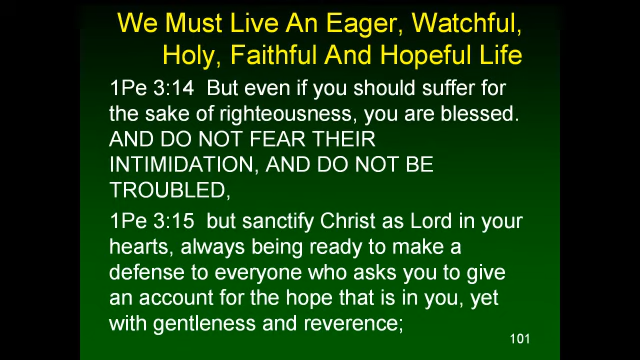 We Must Live An Eager, Watchful,
Holy, Faithful And Hopeful Life
1Pe 3:14  But even if you should suffer for
the sake of righteousness, you are blessed.
AND DO NOT FEAR THEIR
INTIMIDATION, AND DO NOT BE
TROUBLED,
1Pe 3:15  but sanctify Christ as Lord in your
hearts, always being ready to make a
defense to everyone who asks you to give
an account for the hope that is in you, yet
with gentleness and reverence;
101